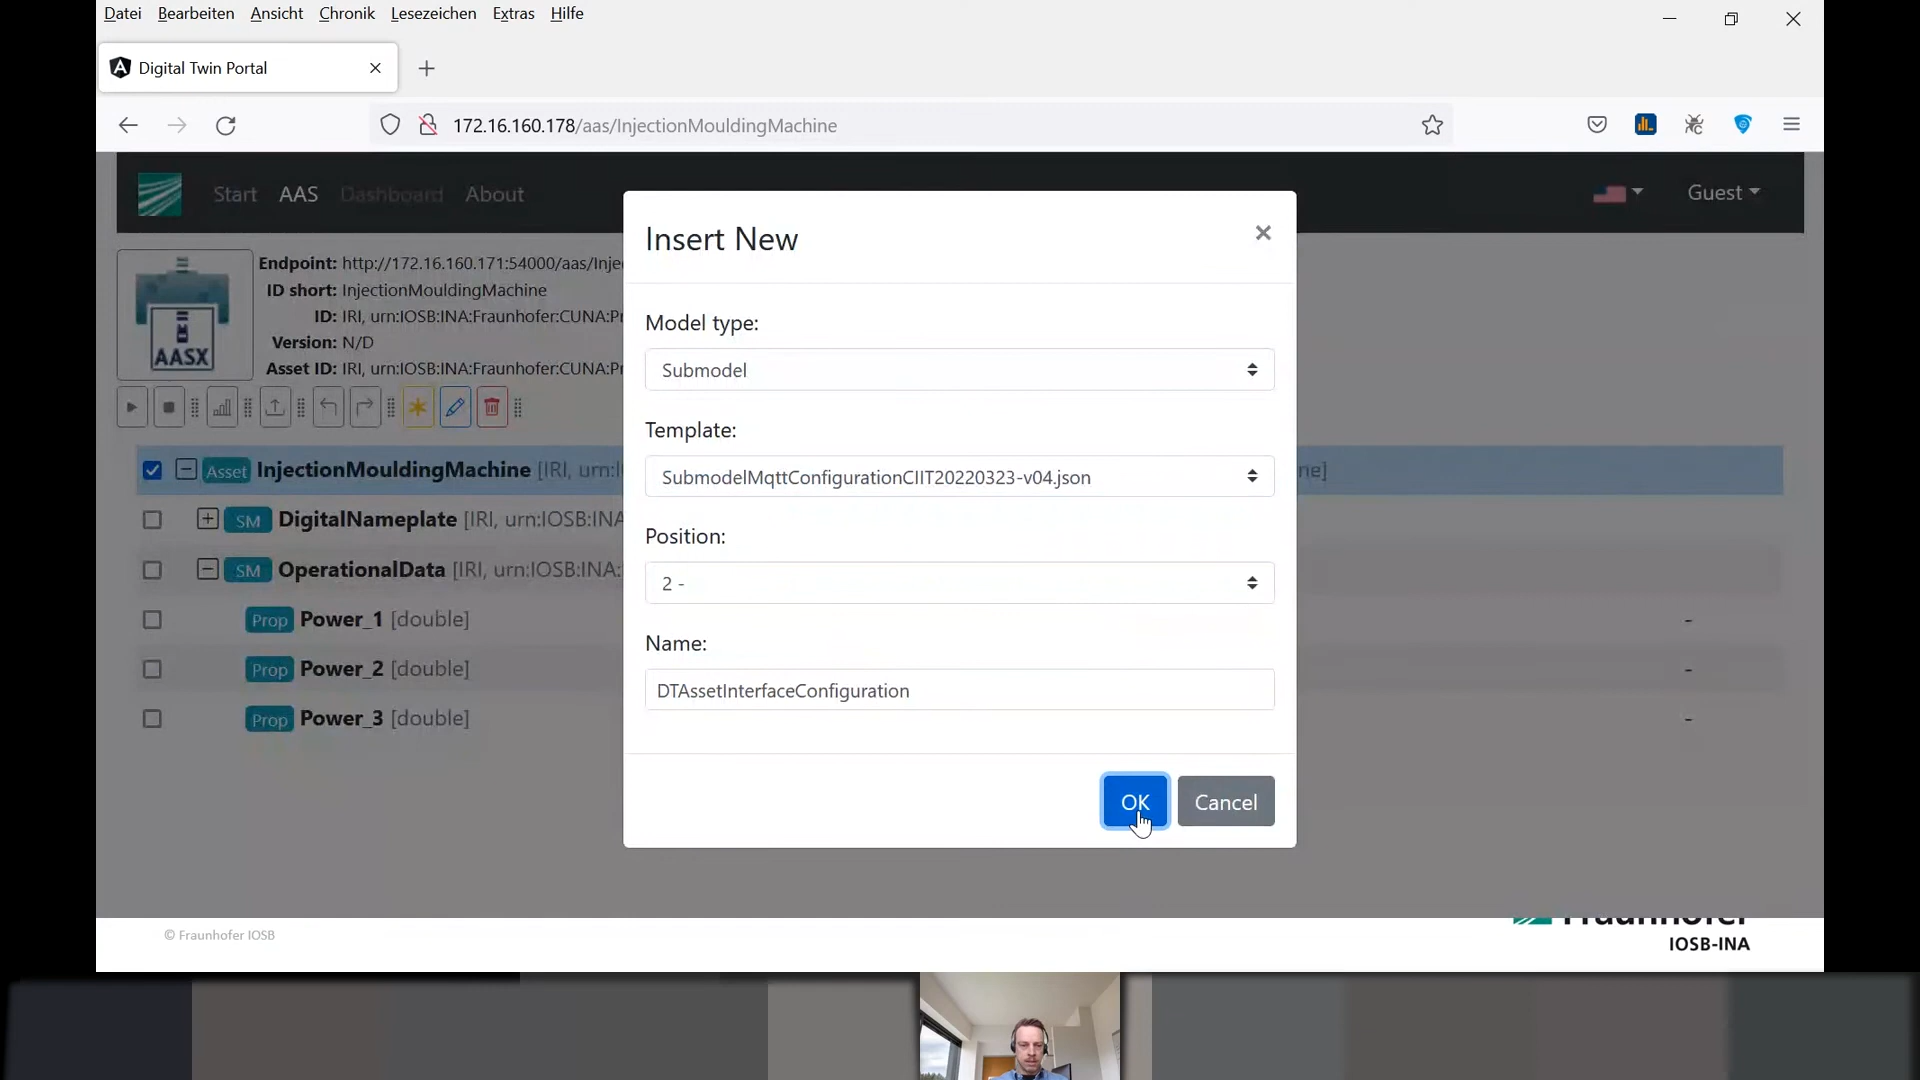 Datei Bearbeiten Ansicht Chronik Lesezeichen Extras Hilfe
Digital Twin Portal
172.16.160.178/aas/InjectionMouldingMachine
Start AAS Dashboard About
Guest
AASX
Endpoint: http://172.16.160.171:54000/aas/Inje
ID short: InjectionMouldingMachine
ID: IRI, urn:IOSB:INA:Fraunhofer:CUNA:Pr
Version: N/D
Asset ID: IRI, urn:IOSB:INA:Fraunhofer:CUNA:Pr
Asset InjectionMouldingMachine [IRI, urn:I ne]
SM DigitalNameplate [IRI, urn:IOSB:INA
SM OperationalData [IRI, urn:IOSB:INA:
Prop Power_1 [double] -
Prop Power_2 [double] -
Prop Power_3 [double] -
Insert New
Model type:
Submodel
Template:
SubmodelMqttConfigurationCIIT20220323-v04.json
Position:
2 -
Name:
DTAssetInterfaceConfiguration
OK Cancel
© Fraunhofer IOSB
Fraunhofer
IOSB-INA